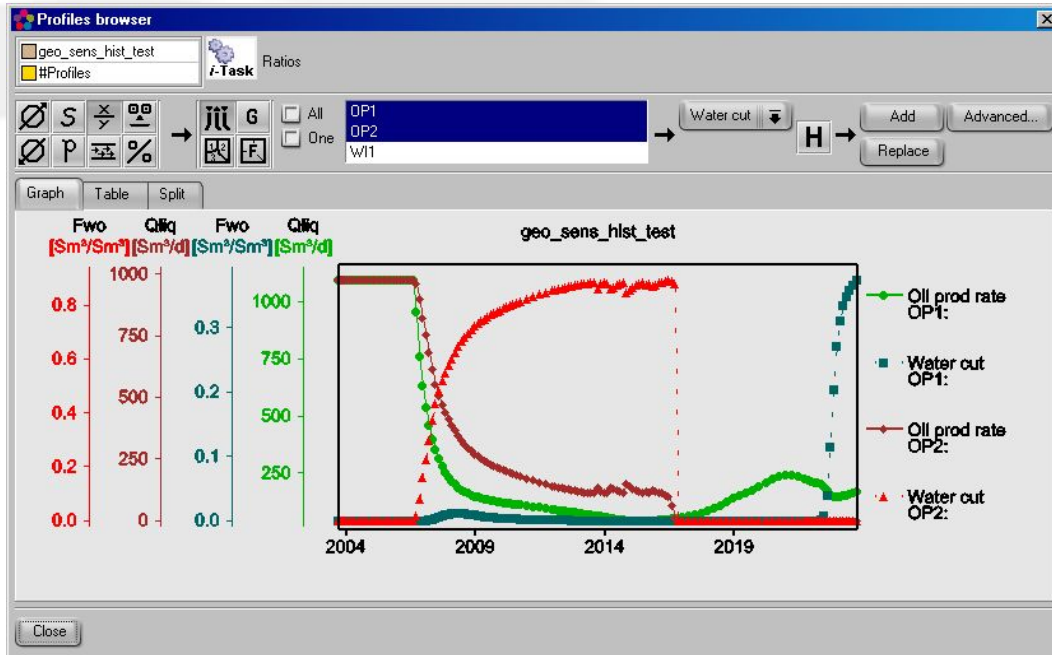 Profiles browser
geo_sens_hist_test
#Profiles
i-Task
Ratios
S
x/y
G
All
One
OP1
OP2
WI1
Water cut
H
Add
Advanced...
p
%
F
Replace
Graph
Table
Split
Fwo Qliq Fwo Qliq
[Sm³/Sm³] [Sm³/d] [Sm³/Sm³] [Sm³/d]
geo_sens_hist_test
0.8
0.6
0.4
0.2
0.0
1000
750
500
250
0
0.3
0.2
0.1
0.0
1000
750
500
250
2004
2009
2014
2019
Oil prod rate
OP1:
Water cut
OP1:
Oil prod rate
OP2:
Water cut
OP2:
Close